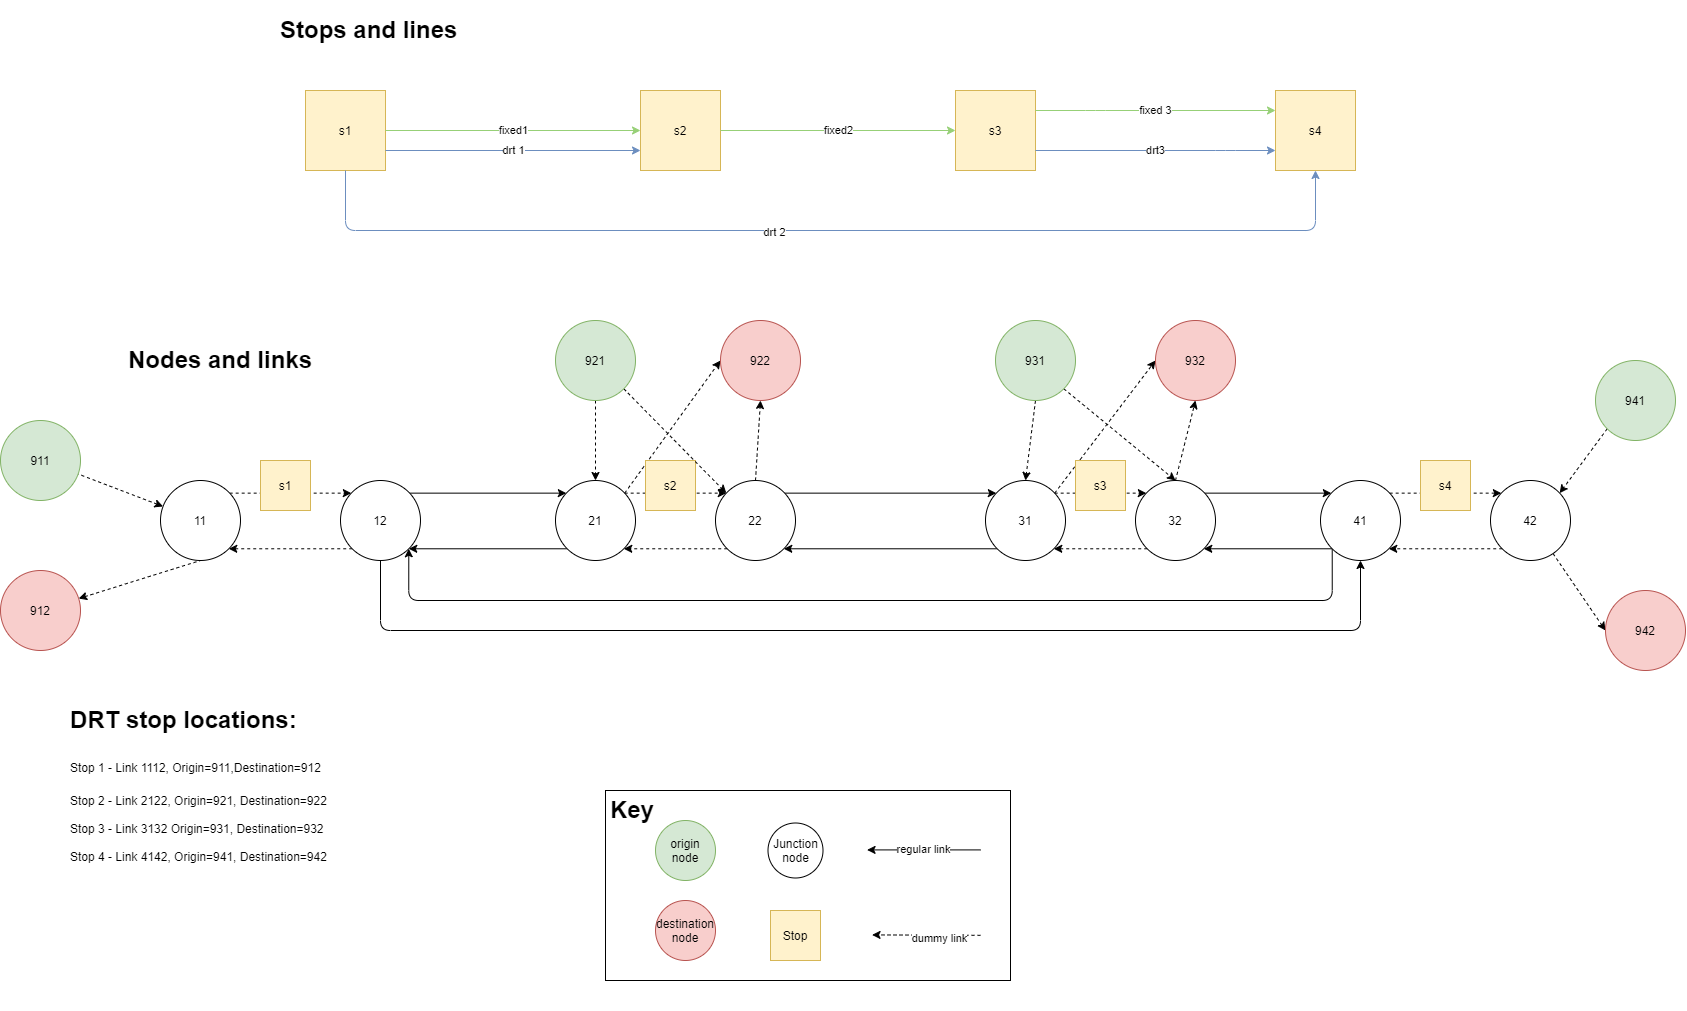 Stops and lines
s1
s2
s3
s4
fixed1
fixed2
fixed 3
drt 1
drt3
drt 2
Nodes and links
921
922
931
932
941
911
s1
s2
s3
s4
11
12
21
22
31
32
41
42
912
942
DRT stop locations:
Stop 1 - Link 1112, Origin=911,Destination=912
Stop 2 - Link 2122, Origin=921, Destination=922
Stop 3 - Link 3132 Origin=931, Destination=932
Stop 4 - Link 4142, Origin=941, Destination=942
Key
origin
node
Junction
node
regular link
destination
node
Stop
dummy link